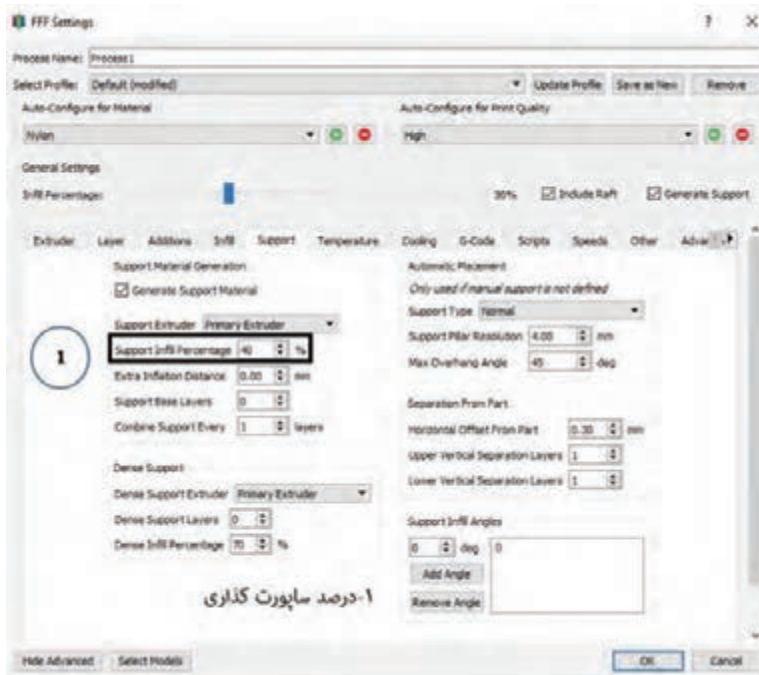 FFF Settings ? ×
Process Name: Process1
Select Profile: Default (modified) Update Profile Save as New Remove
Auto-Configure for Material Auto-Configure for Print Quality
Nylon High
General Settings
Infill Percentage: 30% Include Raft Generate Support
Extruder Layer Additions Infill Support Temperature Cooling G-Code Scripts Speeds Other
Support Material Generation
Generate Support Material
Support Extruder Primary Extruder
1
Support Infill Percentage 40 %
Extra Inflation Distance 0.00 mm
Support Base Layers 0
Combine Support Every 1 layers
Dense Support
Dense Support Extruder Primary Extruder
Dense Support Layers 0
Dense Infill Percentage 70 %
Automatic Placement
Only used if manual support is not defined
Support Type Normal
Support Pillar Resolution 4.00 mm
Max Overhang Angle 45 deg
Separation From Part
Horizontal Offset From Part 0.30 mm
Upper Vertical Separation Layers 1
Lower Vertical Separation Layers 1
Support Infill Angles
0 deg 0
Add Angle
Remove Angle
۱-درصد ساپورت گذاری
Hide Advanced Select Models OK Cancel